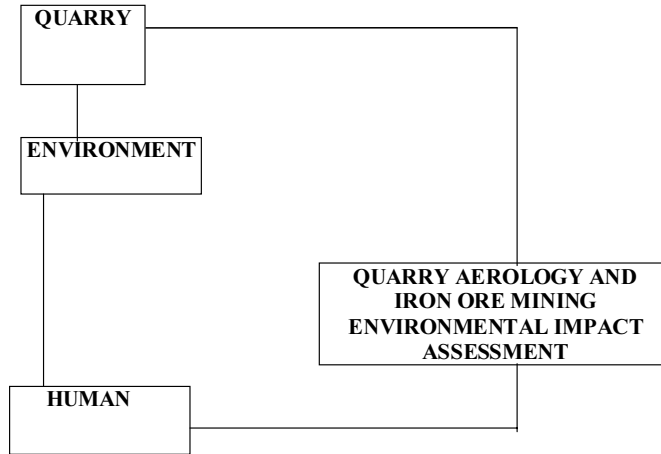 QUARRY
ENVIRONMENT
QUARRY AEROLOGY AND
IRON ORE MINING
ENVIRONMENTAL IMPACT
ASSESSMENT
HUMAN